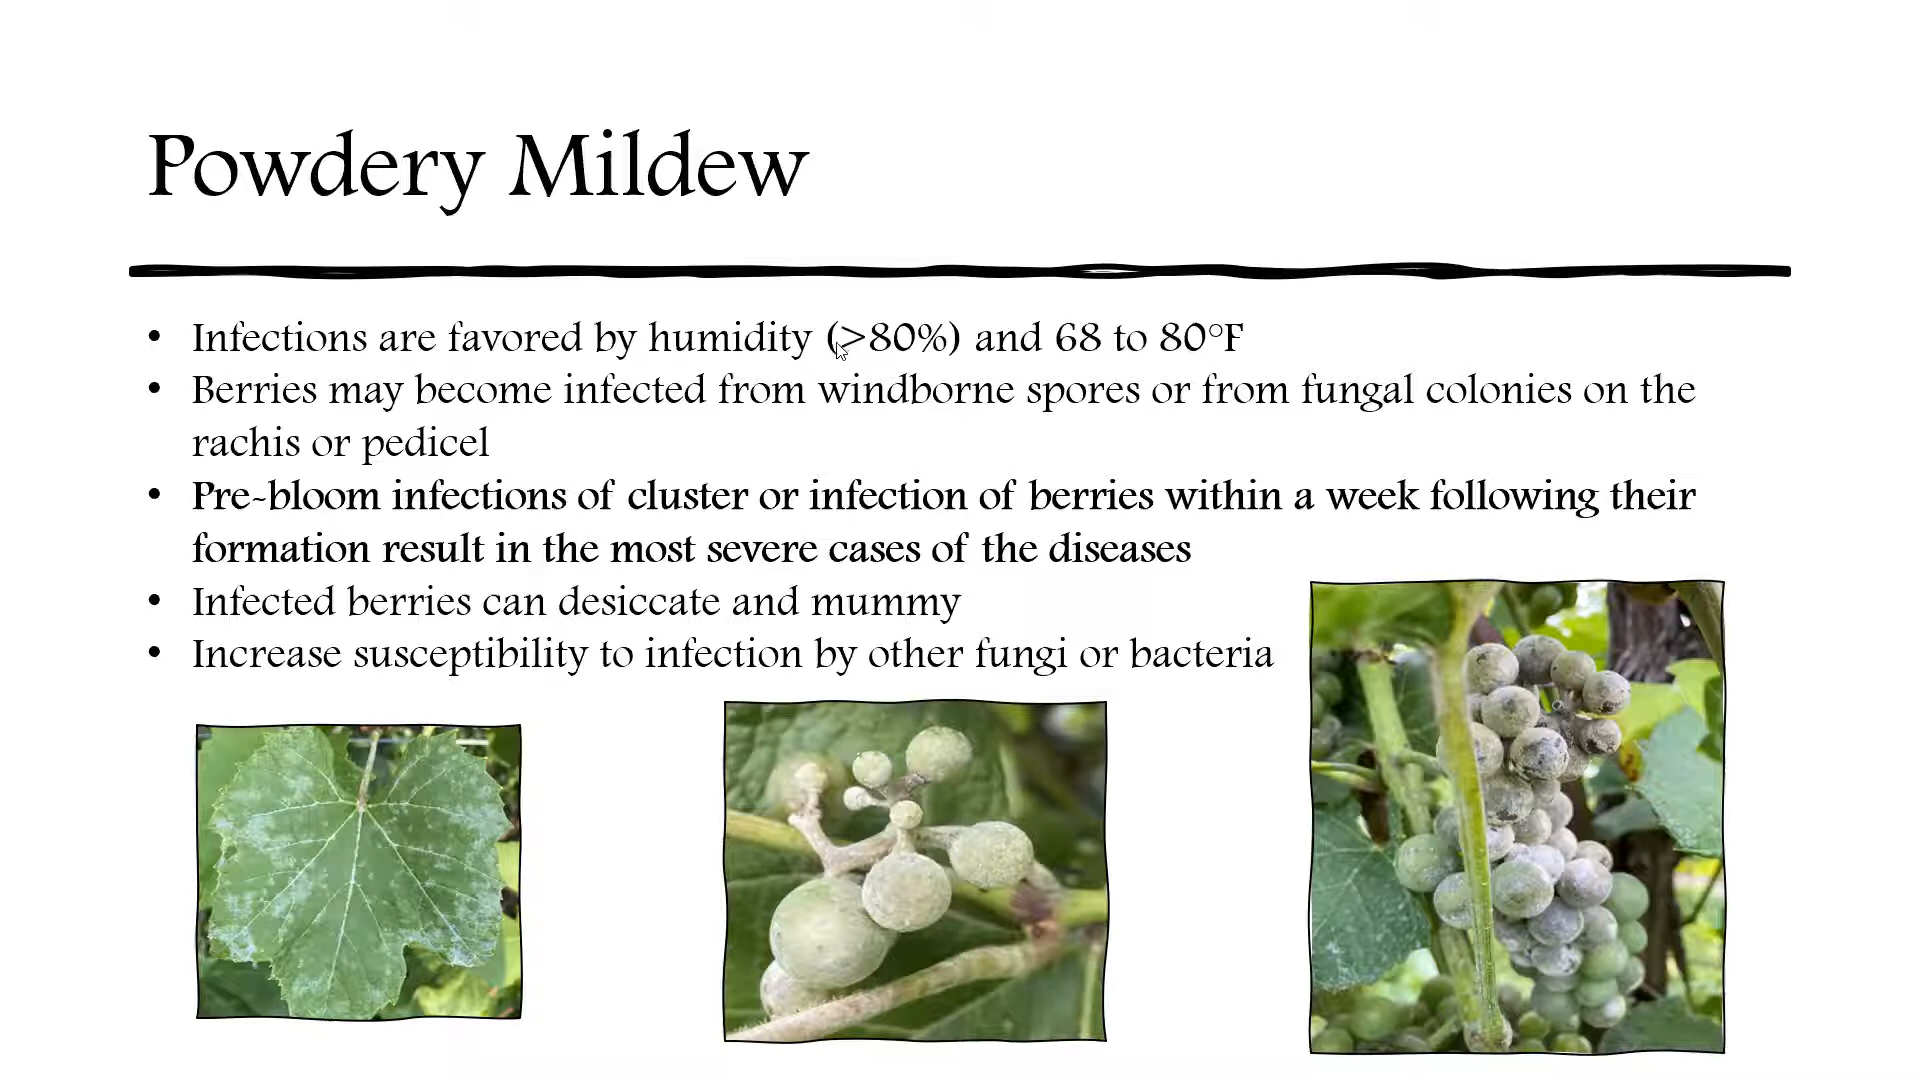 Powdery Mildew
• Infections are favored by humidity (>80%) and 68 to 80°F
• Berries may become infected from windborne spores or from fungal colonies on the
rachis or pedicel
• Pre-bloom infections of cluster or infection of berries within a week following their
formation result in the most severe cases of the diseases
• Infected berries can desiccate and mummy
• Increase susceptibility to infection by other fungi or bacteria